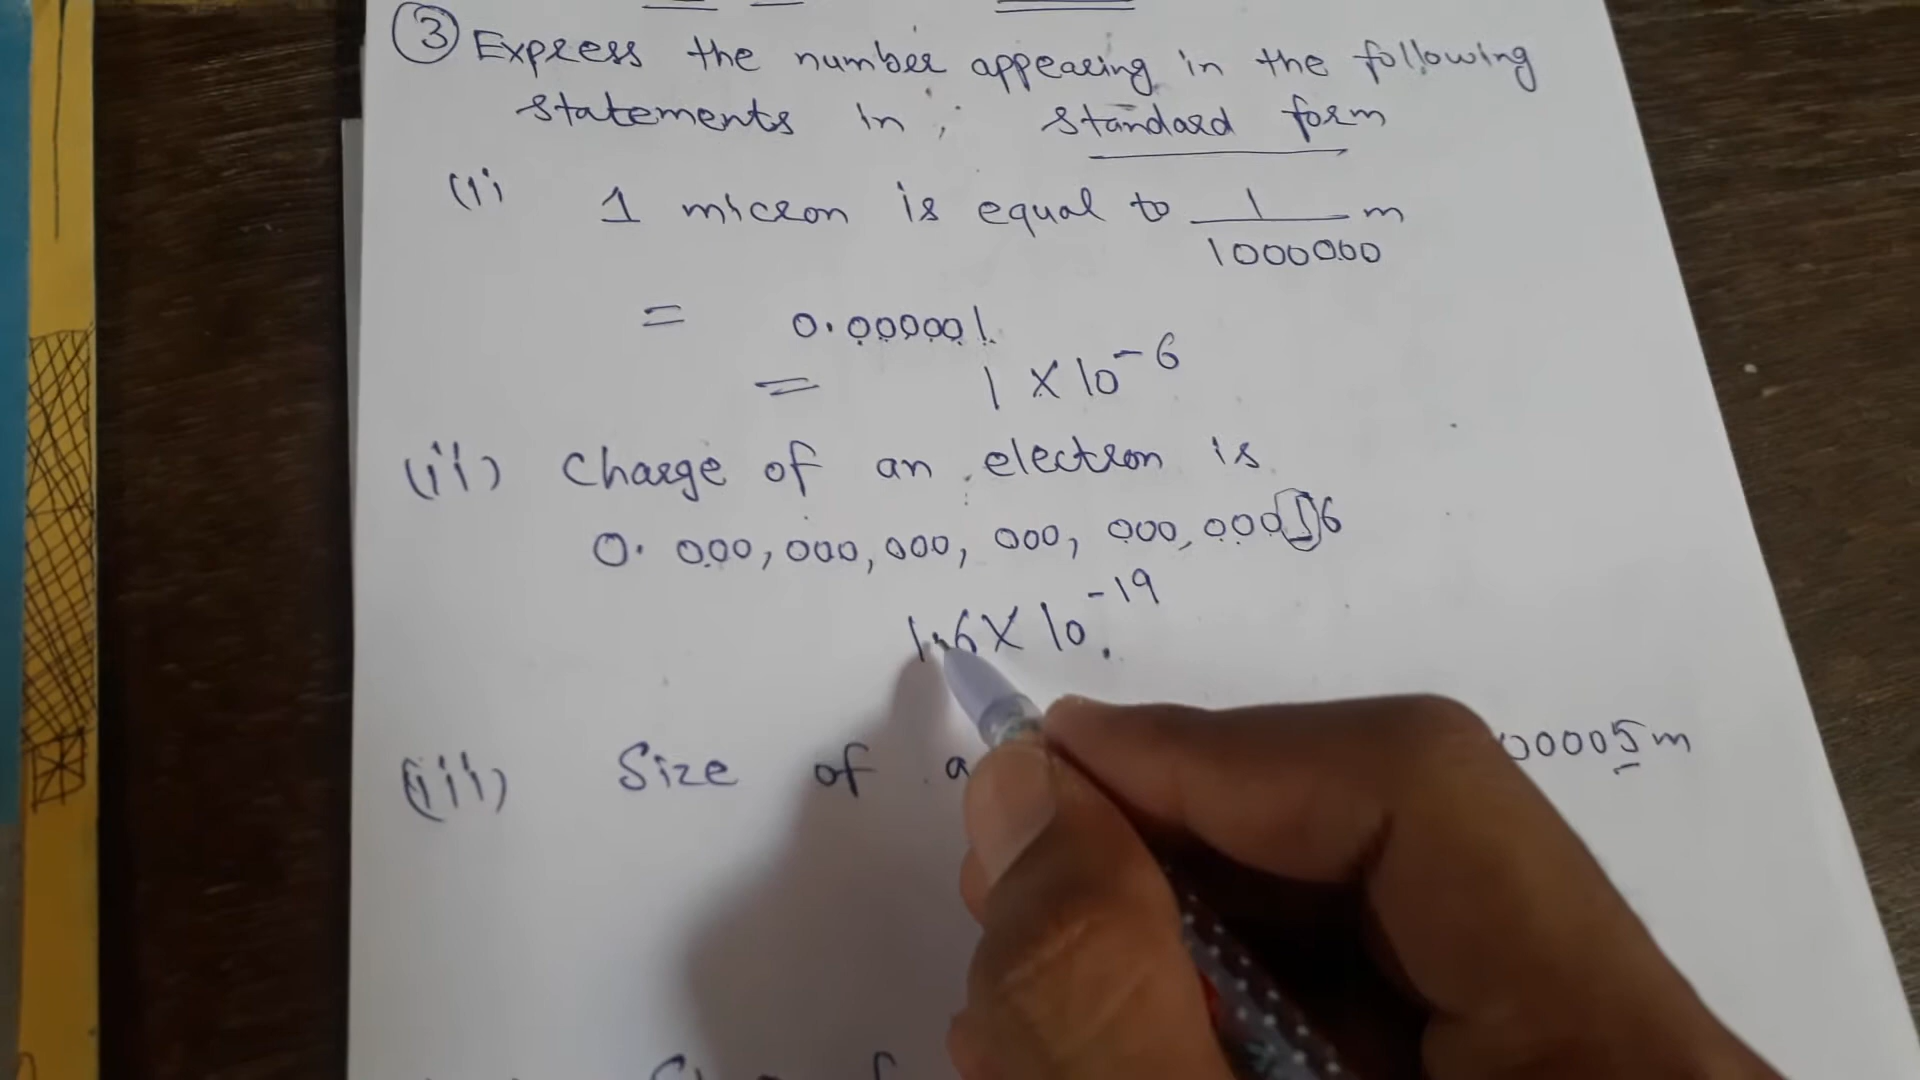 ③ Express the number appearing in the following
statements in, standard form
(i) 1 micron is equal to 1/1000000 m
= 0.000001
= 1 × 10⁻⁶
(ii) Charge of an electron is
0.000,000,000,000,000,00016
1.6 × 10⁻¹⁹
(iii) Size of a 00005 m